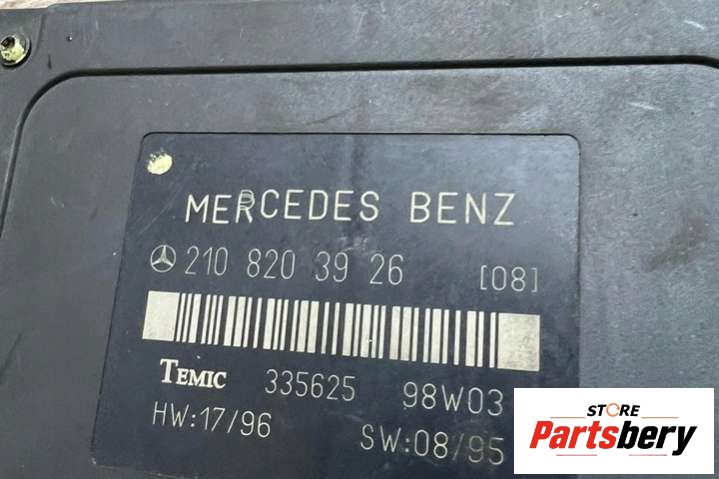 MERCEDES BENZ
210 820 39 26 [08]
TEMIC 335625 98W03
HW:17/96 SW:08/95
STORE
Partsbery